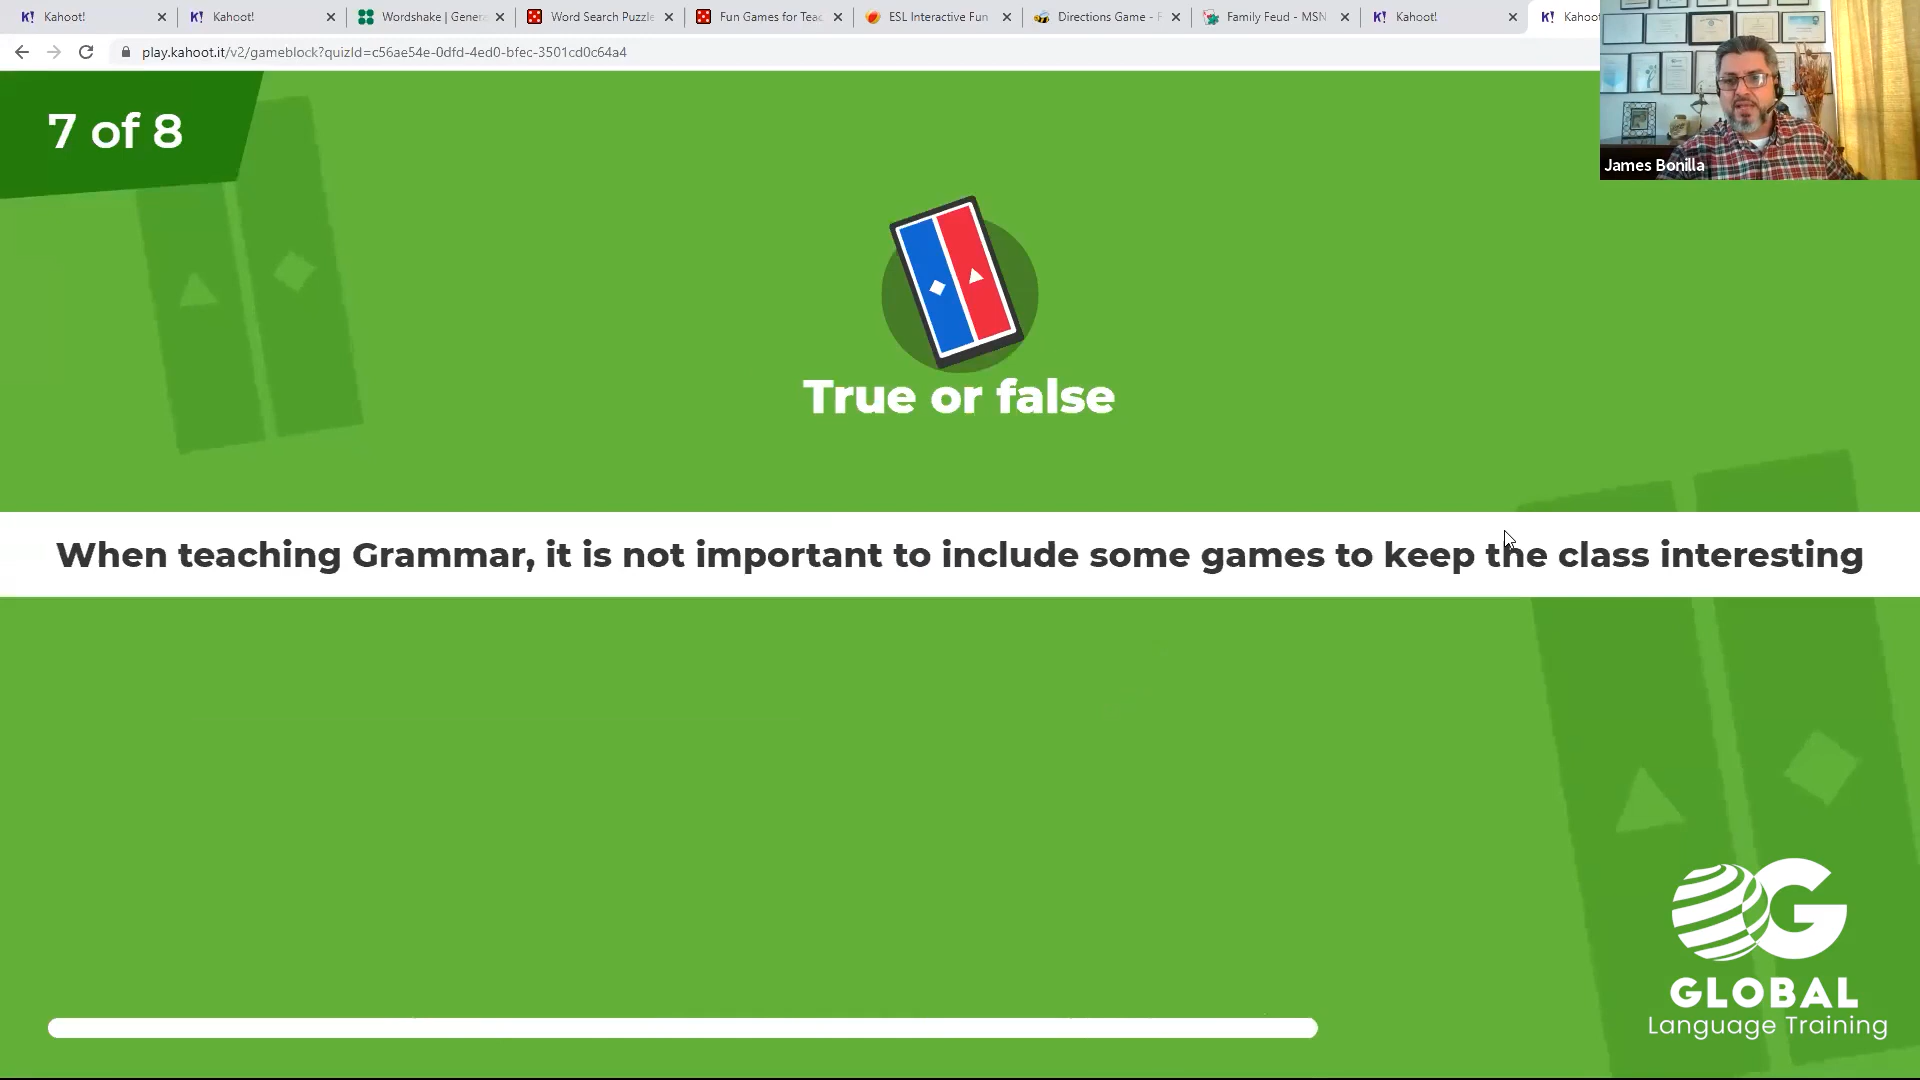 Kahoot!
Kahoot!
Wordshake | Gener
Word Search Puzzle
Fun Games for Teac
ESL Interactive Fun
Directions Game - F
Family Feud - MSN
Kahoot!
Kahoo
play.kahoot.it/v2/gameblock?quizId=c56ae54e-0dfd-4ed0-bfec-3501cd0c64a4
James Bonilla
7 of 8
True or false
When teaching Grammar, it is not important to include some games to keep the class interesting
GLOBAL
Language Training